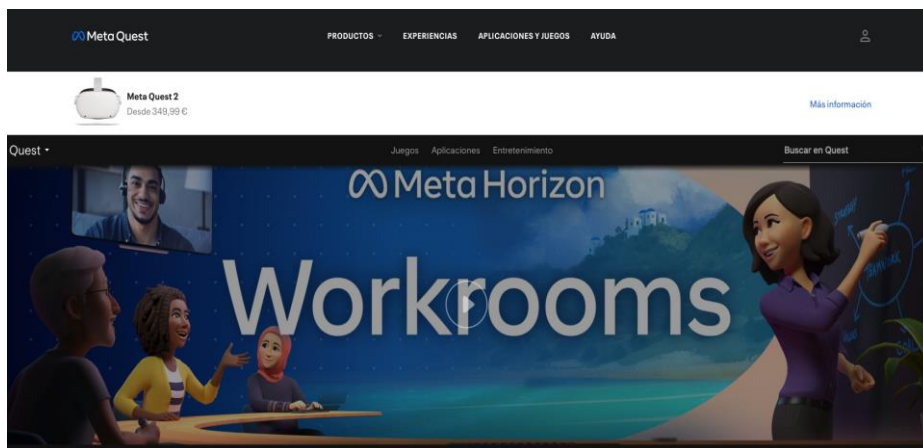 Meta Quest
PRODUCTOS EXPERIENCIAS APLICACIONES Y JUEGOS AYUDA
Meta Quest 2
Desde 349,99 €
Más información
Quest Juegos Aplicaciones Entretenimiento Buscar en Quest
Meta Horizon
Workrooms
TEAMWORK